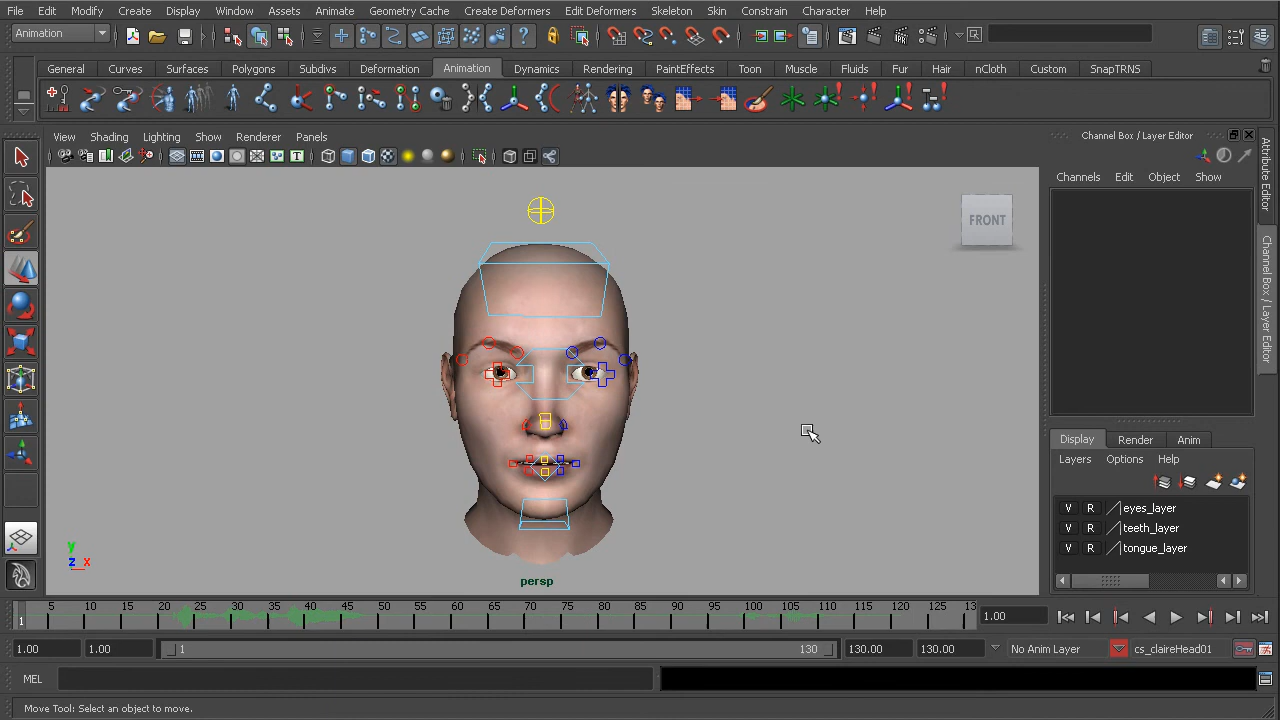 File Edit Modify Create Display Window Assets Animate Geometry Cache Create Deformers Edit Deformers Skeleton Skin Constrain Character Help
Animation
General Curves Surfaces Polygons Subdivs Deformation Animation Dynamics Rendering PaintEffects Toon Muscle Fluids Fur Hair nCloth Custom SnapTRNS
View Shading Lighting Show Renderer Panels
Channel Box / Layer Editor
Channels Edit Object Show
Attribute Editor
Channel Box / Layer Editor
FRONT
Display Render Anim
Layers Options Help
V R eyes_layer
V R teeth_layer
V R tongue_layer
y
z x
persp
5 10 15 20 25 30 35 40 45 50 55 60 65 70 75 80 85 90 95 100 105 110 115 120 125 13
1
1.00
1.00 1.00 1 130 130.00 130.00 No Anim Layer cs_claireHead01
MEL
Move Tool: Select an object to move.